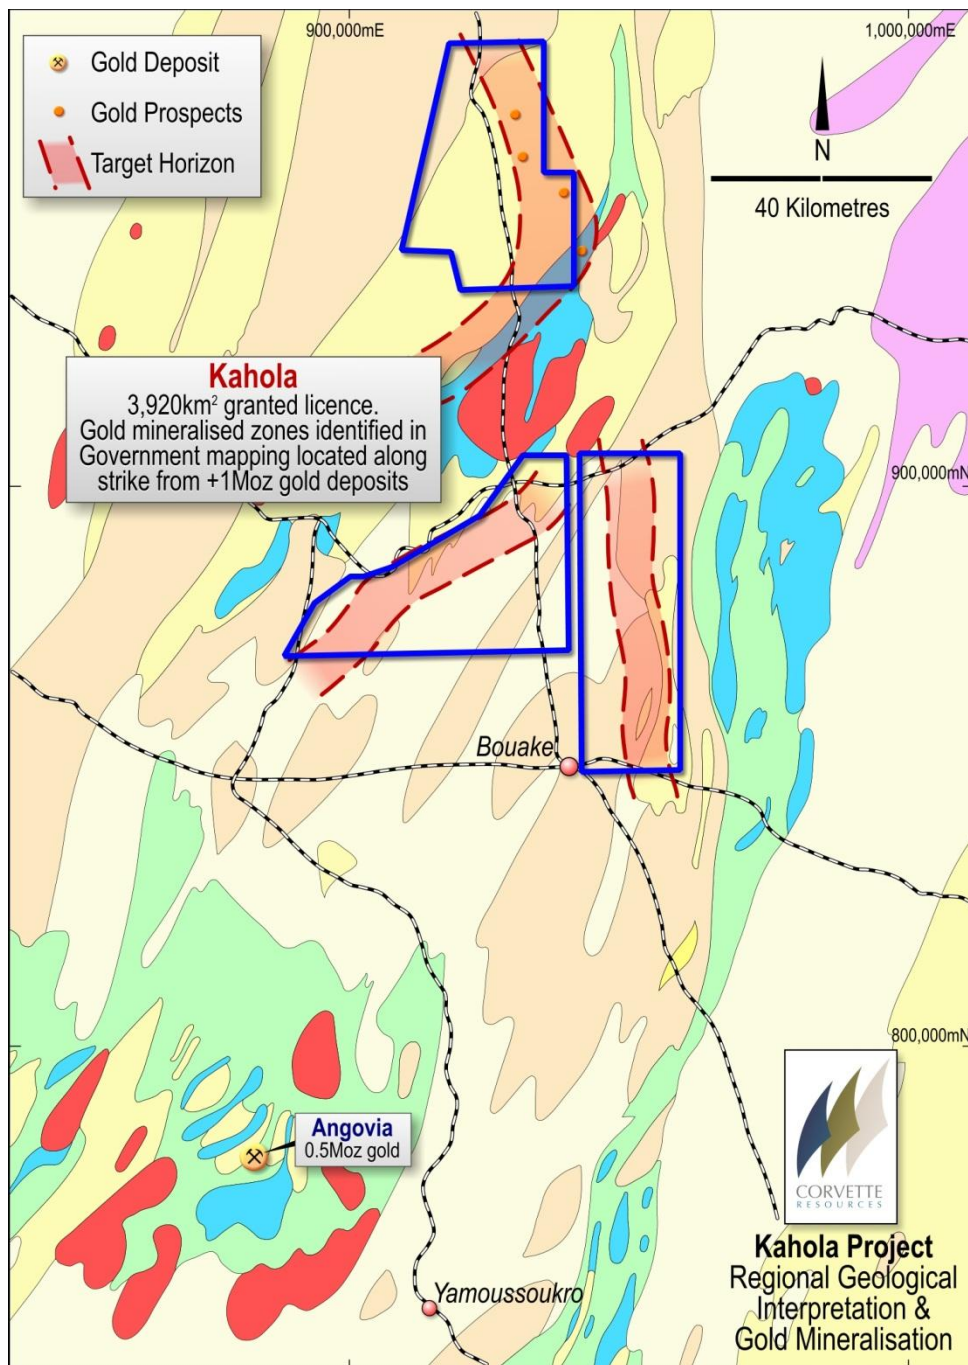 900,000mE
1,000,000mE
Gold Deposit
Gold Prospects
Target Horizon
N
40 Kilometres
Kahola
3,920km² granted licence.
Gold mineralised zones identified in
Government mapping located along
strike from +1Moz gold deposits
900,000mN
Bouake
800,000mN
Angovia
0.5Moz gold
CORVETTE
RESOURCES
Kahola Project
Regional Geological
Interpretation &
Gold Mineralisation
Yamoussoukro